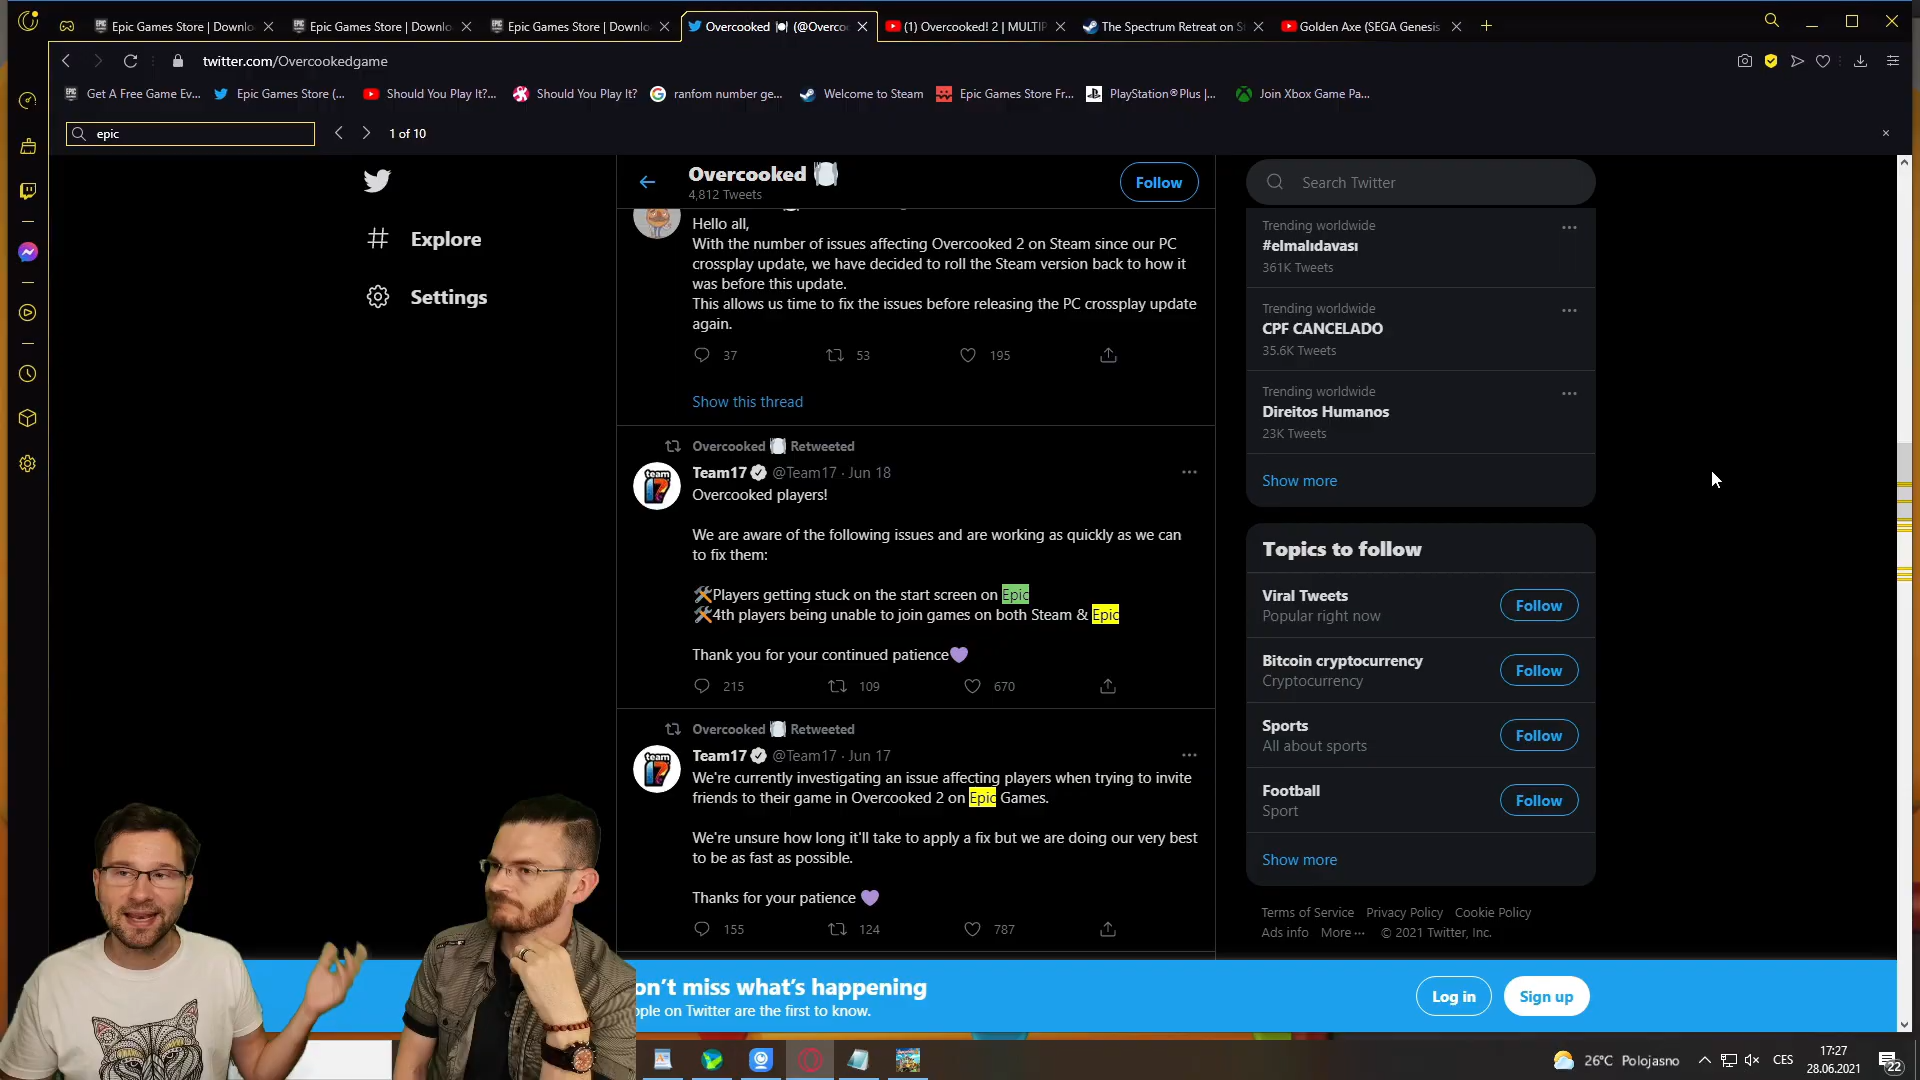 Epic Games Store | Downlo
Epic Games Store | Downlo
Epic Games Store | Downlo
Overcooked 🍽 (@Overco
(1) Overcooked! 2 | MULTIP
The Spectrum Retreat on S
Golden Axe (SEGA Genesis
twitter.com/Overcookedgame
Get A Free Game Ev...
Epic Games Store (...
Should You Play It?...
Should You Play It?
ranfom number ge...
Welcome to Steam
Epic Games Store Fr...
PlayStation®Plus |...
Join Xbox Game Pa...
epic
1 of 10
Explore
Settings
Overcooked 🍽
4,812 Tweets
Follow
Hello all,
With the number of issues affecting Overcooked 2 on Steam since our PC
crossplay update, we have decided to roll the Steam version back to how it
was before this update.
This allows us time to fix the issues before releasing the PC crossplay update
again.
37 53 195
Show this thread
Overcooked 🍽 Retweeted
Team17 @Team17 · Jun 18
Overcooked players!
We are aware of the following issues and are working as quickly as we can
to fix them:
🛠Players getting stuck on the start screen on Epic
🛠4th players being unable to join games on both Steam & Epic
Thank you for your continued patience💜
215 109 670
Overcooked 🍽 Retweeted
Team17 @Team17 · Jun 17
We're currently investigating an issue affecting players when trying to invite
friends to their game in Overcooked 2 on Epic Games.
We're unsure how long it'll take to apply a fix but we are doing our very best
to be as fast as possible.
Thanks for your patience 💜
155 124 787
team
17
team
17
Search Twitter
Trending worldwide
#elmalıdavası
361K Tweets
Trending worldwide
CPF CANCELADO
35.6K Tweets
Trending worldwide
Direitos Humanos
23K Tweets
Show more
Topics to follow
Viral Tweets
Popular right now
Follow
Bitcoin cryptocurrency
Cryptocurrency
Follow
Sports
All about sports
Follow
Football
Sport
Follow
Show more
Terms of Service Privacy Policy Cookie Policy
Ads info More ··· © 2021 Twitter, Inc.
on't miss what's happening
ople on Twitter are the first to know.
Log in
Sign up
26°C Polojasno
CES
17:27
28.06.2021
22